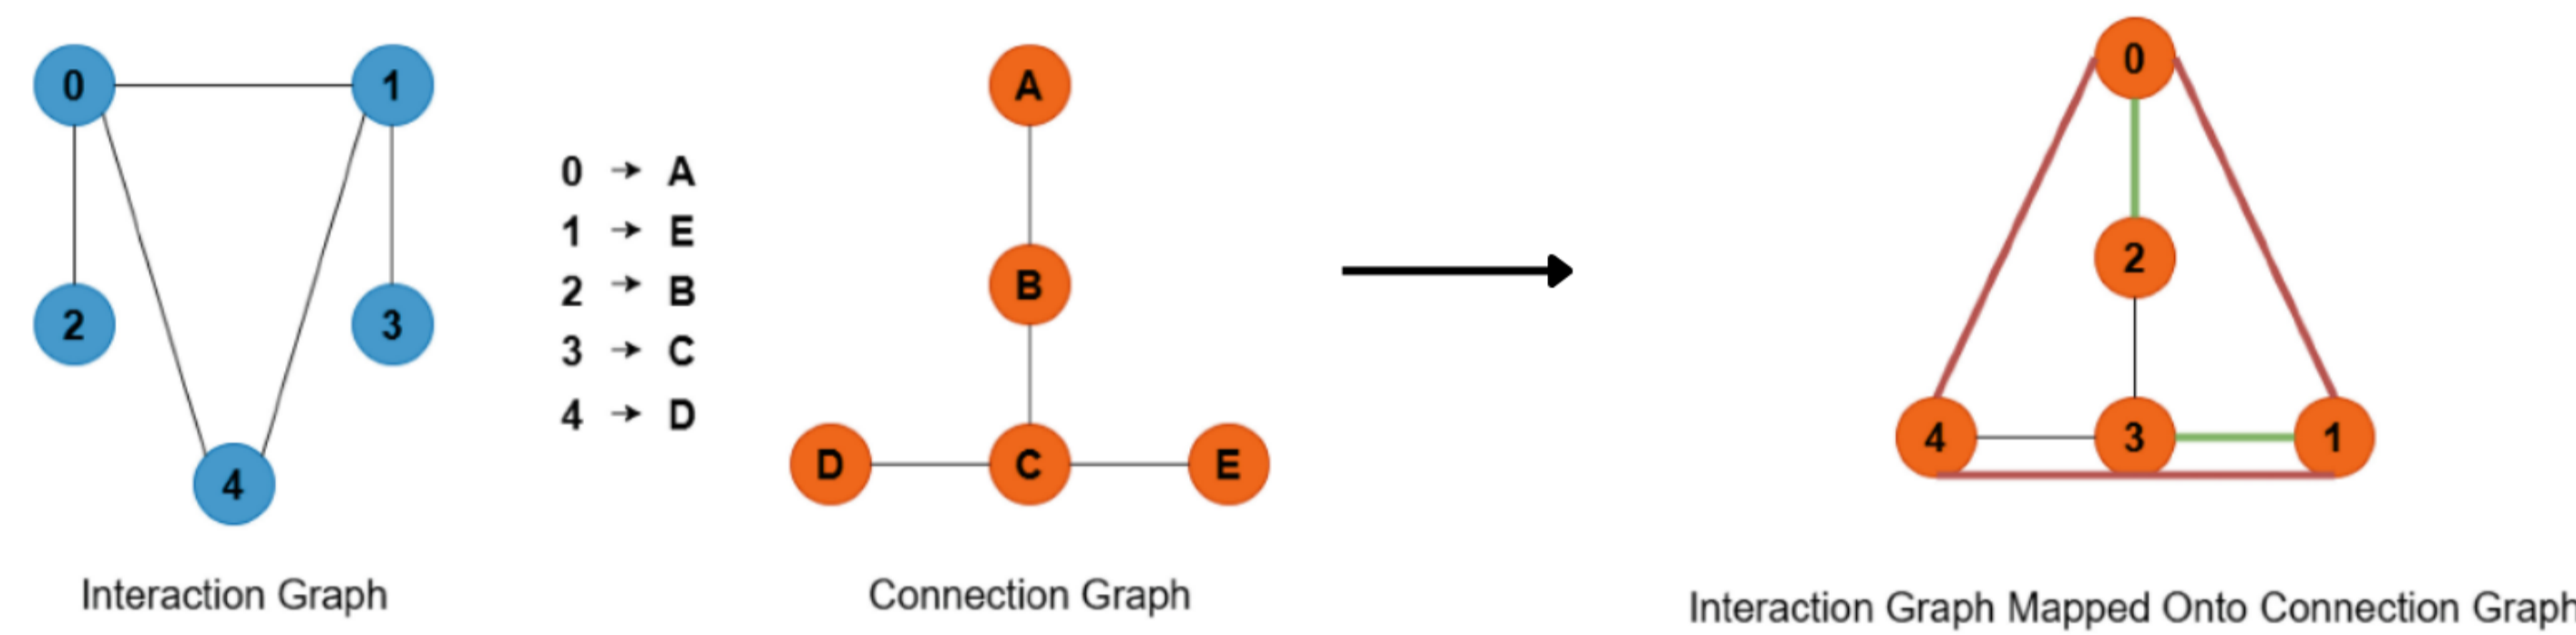 0 1
2 3
4
Interaction Graph
0 → A
1 → E
2 → B
3 → C
4 → D
A
B
D C E
Connection Graph
0
2
4 3 1
Interaction Graph Mapped Onto Connection Graph